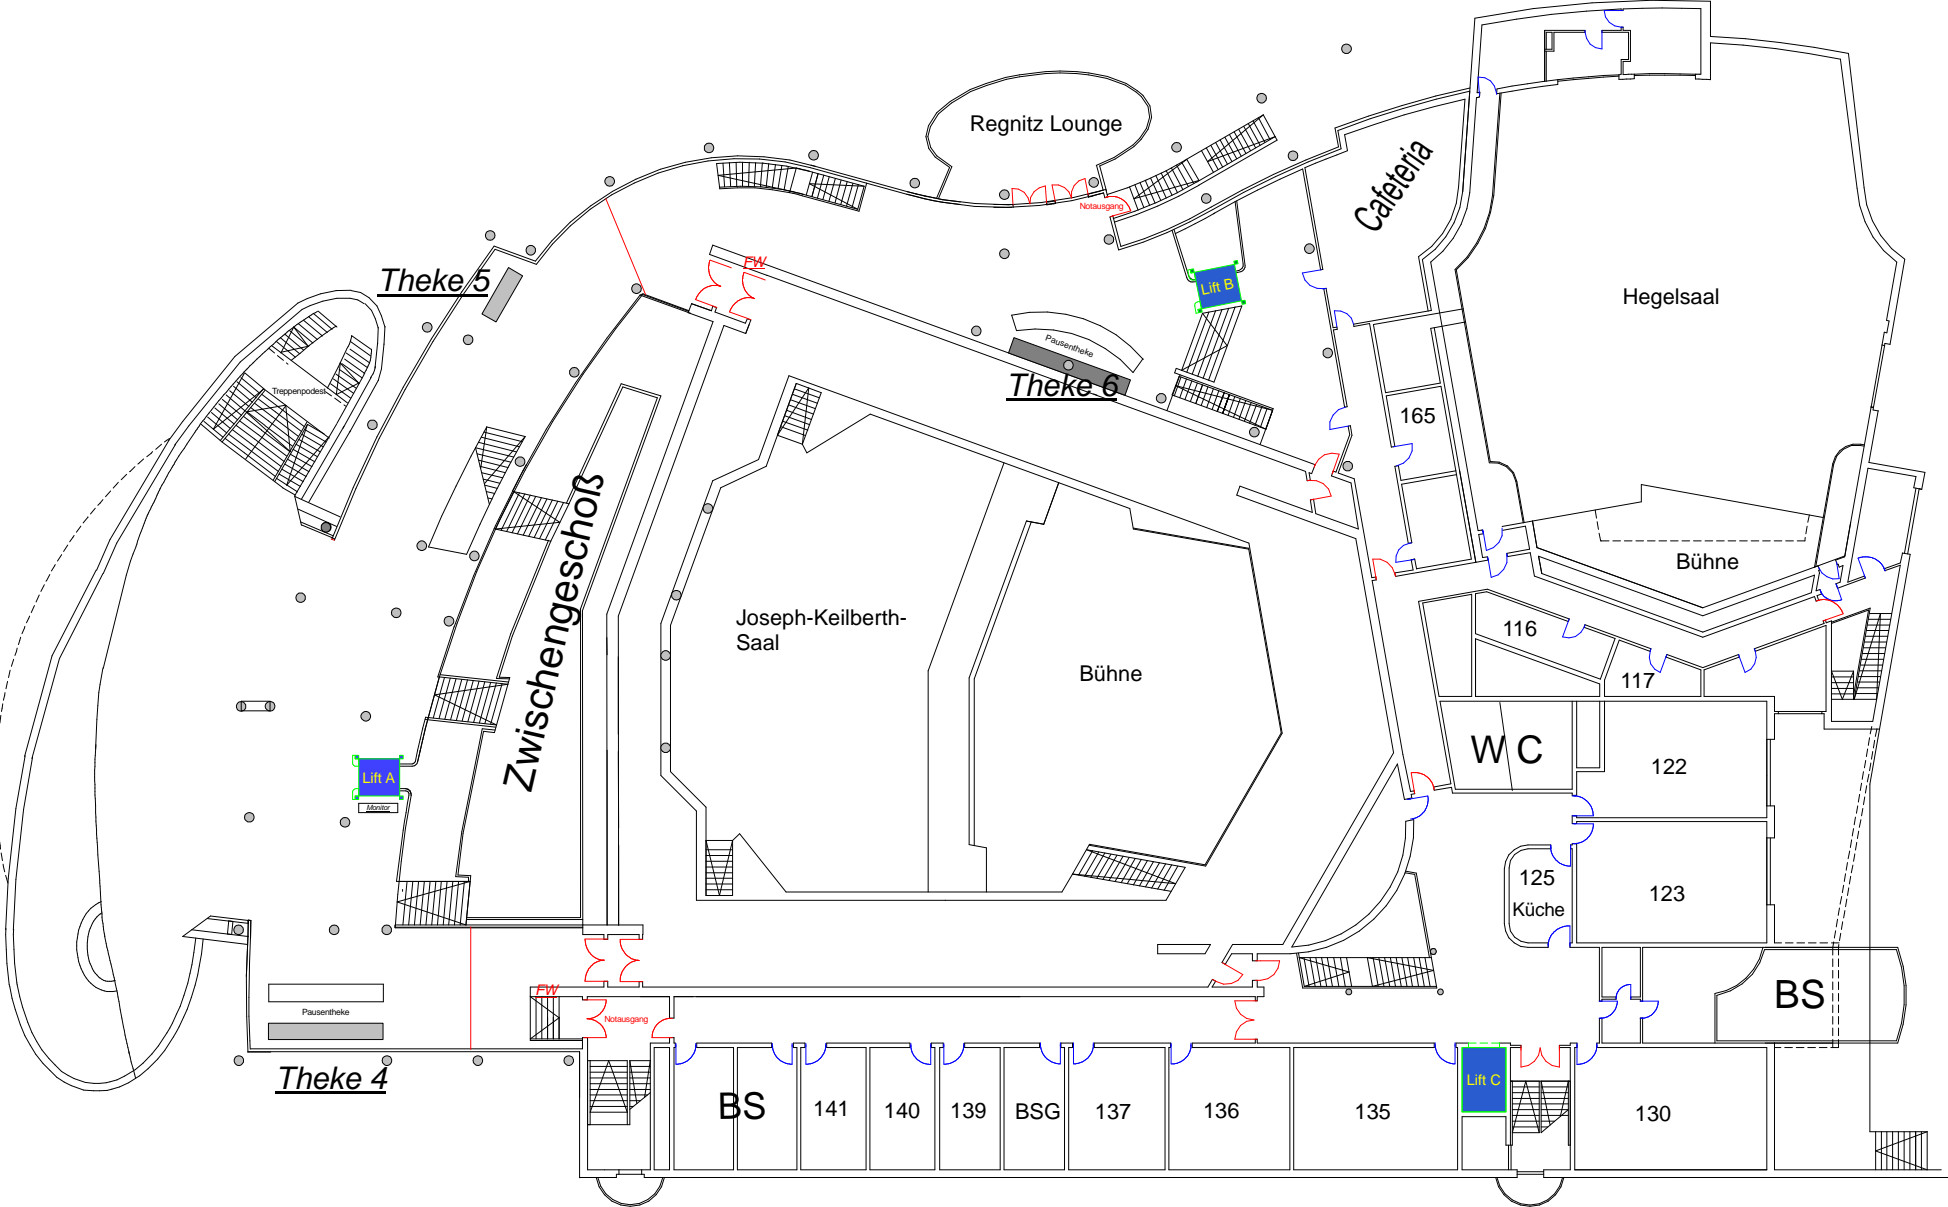 Regnitz Lounge
Cafeteria
Notausgang
Theke 5
FW
Lift B
Hegelsaal
Pausentheke
Theke 6
Treppenpodest
165
Zwischengeschoß
Bühne
Joseph-Keilberth-
Saal
Bühne
116
117
W C
122
Lift A
Monitor
125
Küche
123
BS
FW
Pausentheke
Notausgang
Theke 4
BS
141
140
139
BSG
137
136
135
Lift C
130